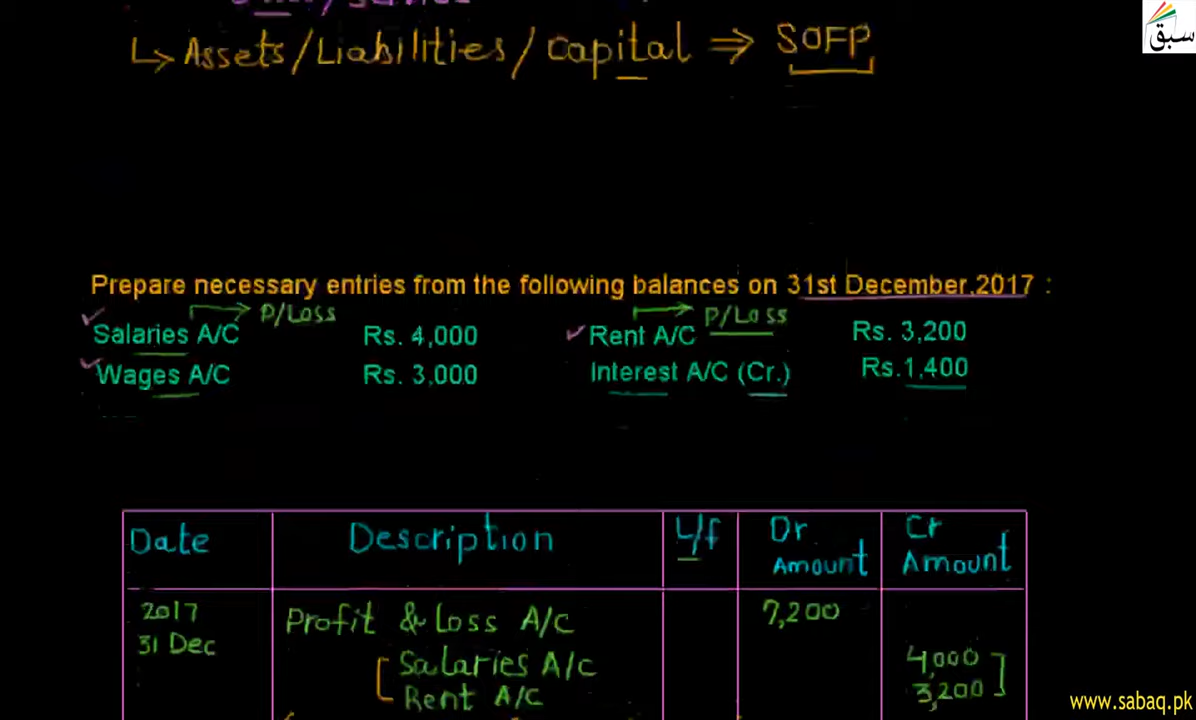 سبق
↳ Assets/Liabilities/Capital ⇒ SOFP
Prepare necessary entries from the following balances on 31st December,2017 :
P/Loss P/Loss
Salaries A/C Rs. 4,000 Rent A/C Rs. 3,200
Wages A/C Rs. 3,000 Interest A/C (Cr.) Rs.1,400
Date Description L/f Dr Amount Cr Amount
2017 Profit & Loss A/C 7,200
31 Dec Salaries A/C 4,000
Rent A/C 3,200
www.sabaq.pk